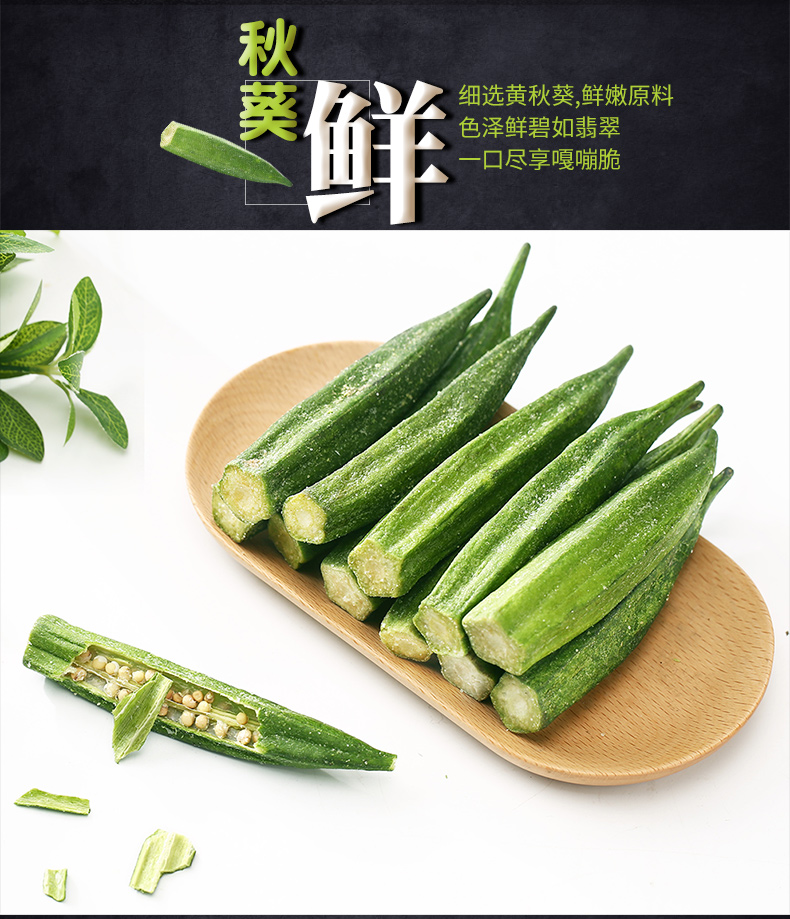 秋葵
鲜
细选黄秋葵,鲜嫩原料
色泽鲜碧如翡翠
一口尽享嘎嘣脆